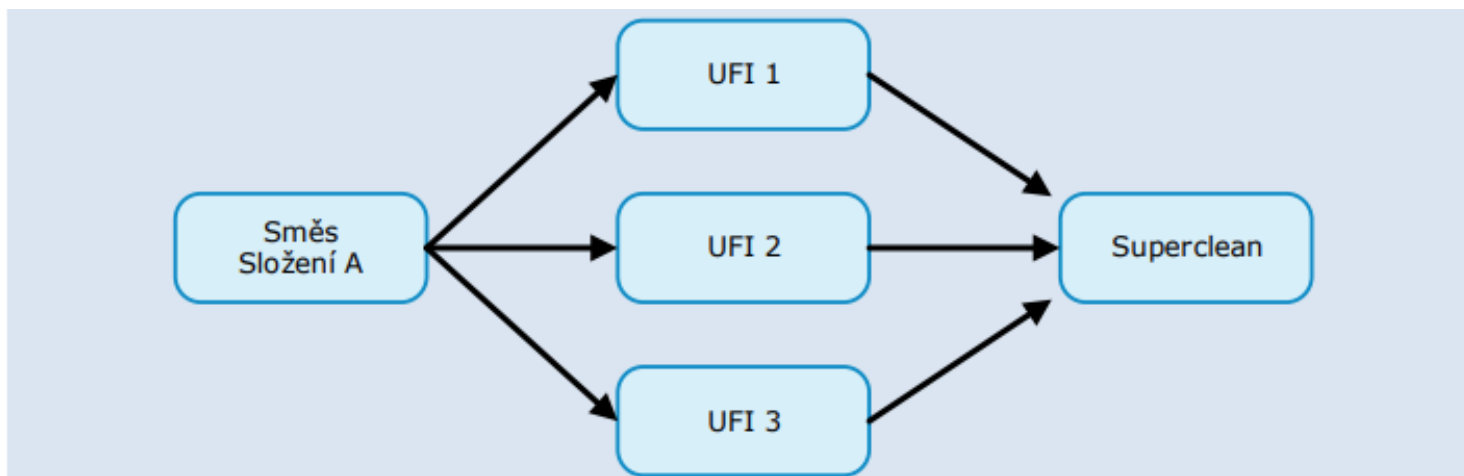 UFI 1
Směs
Složení A
UFI 2
Superclean
UFI 3